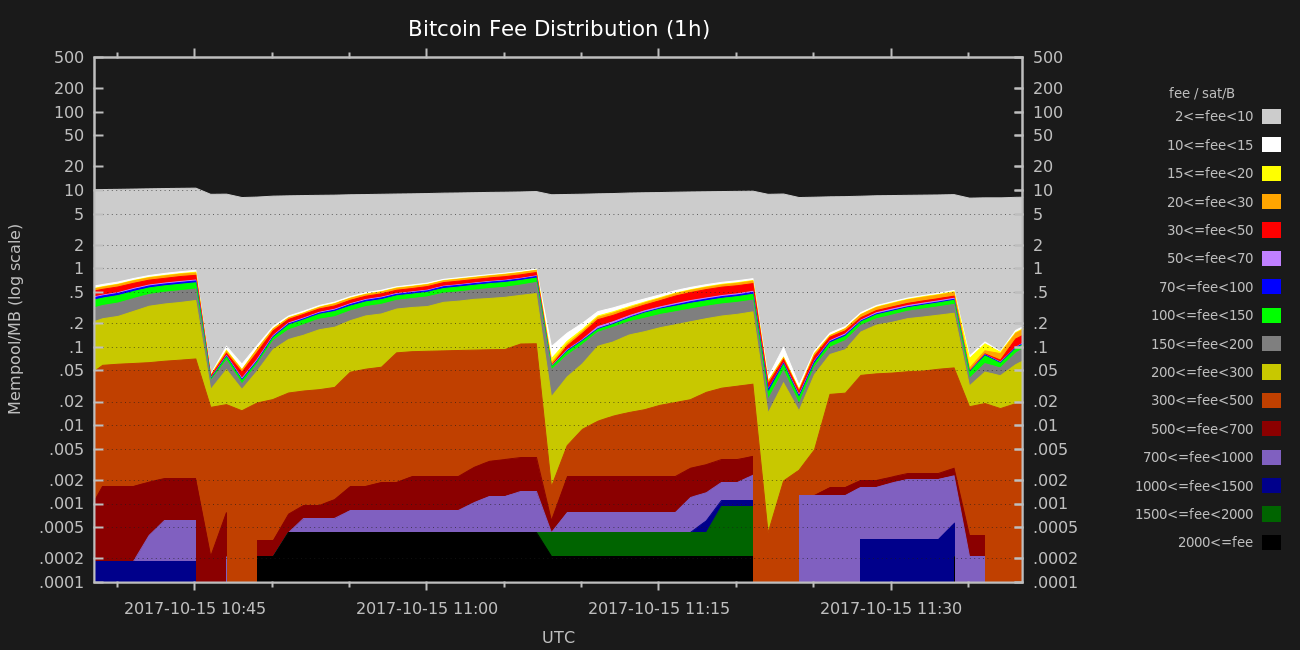 Bitcoin Fee Distribution (1h)
500 500
200 200
100 100
50 50
20 20
10 10
5 5
2 2
1 1
.5 .5
.2 .2
.1 .1
.05 .05
.02 .02
.01 .01
.005 .005
.002 .002
.001 .001
.0005 .0005
.0002 .0002
.0001 .0001
Mempool/MB (log scale)
2017-10-15 10:45 2017-10-15 11:00 2017-10-15 11:15 2017-10-15 11:30
UTC
fee / sat/B
2<=fee<10
10<=fee<15
15<=fee<20
20<=fee<30
30<=fee<50
50<=fee<70
70<=fee<100
100<=fee<150
150<=fee<200
200<=fee<300
300<=fee<500
500<=fee<700
700<=fee<1000
1000<=fee<1500
1500<=fee<2000
2000<=fee